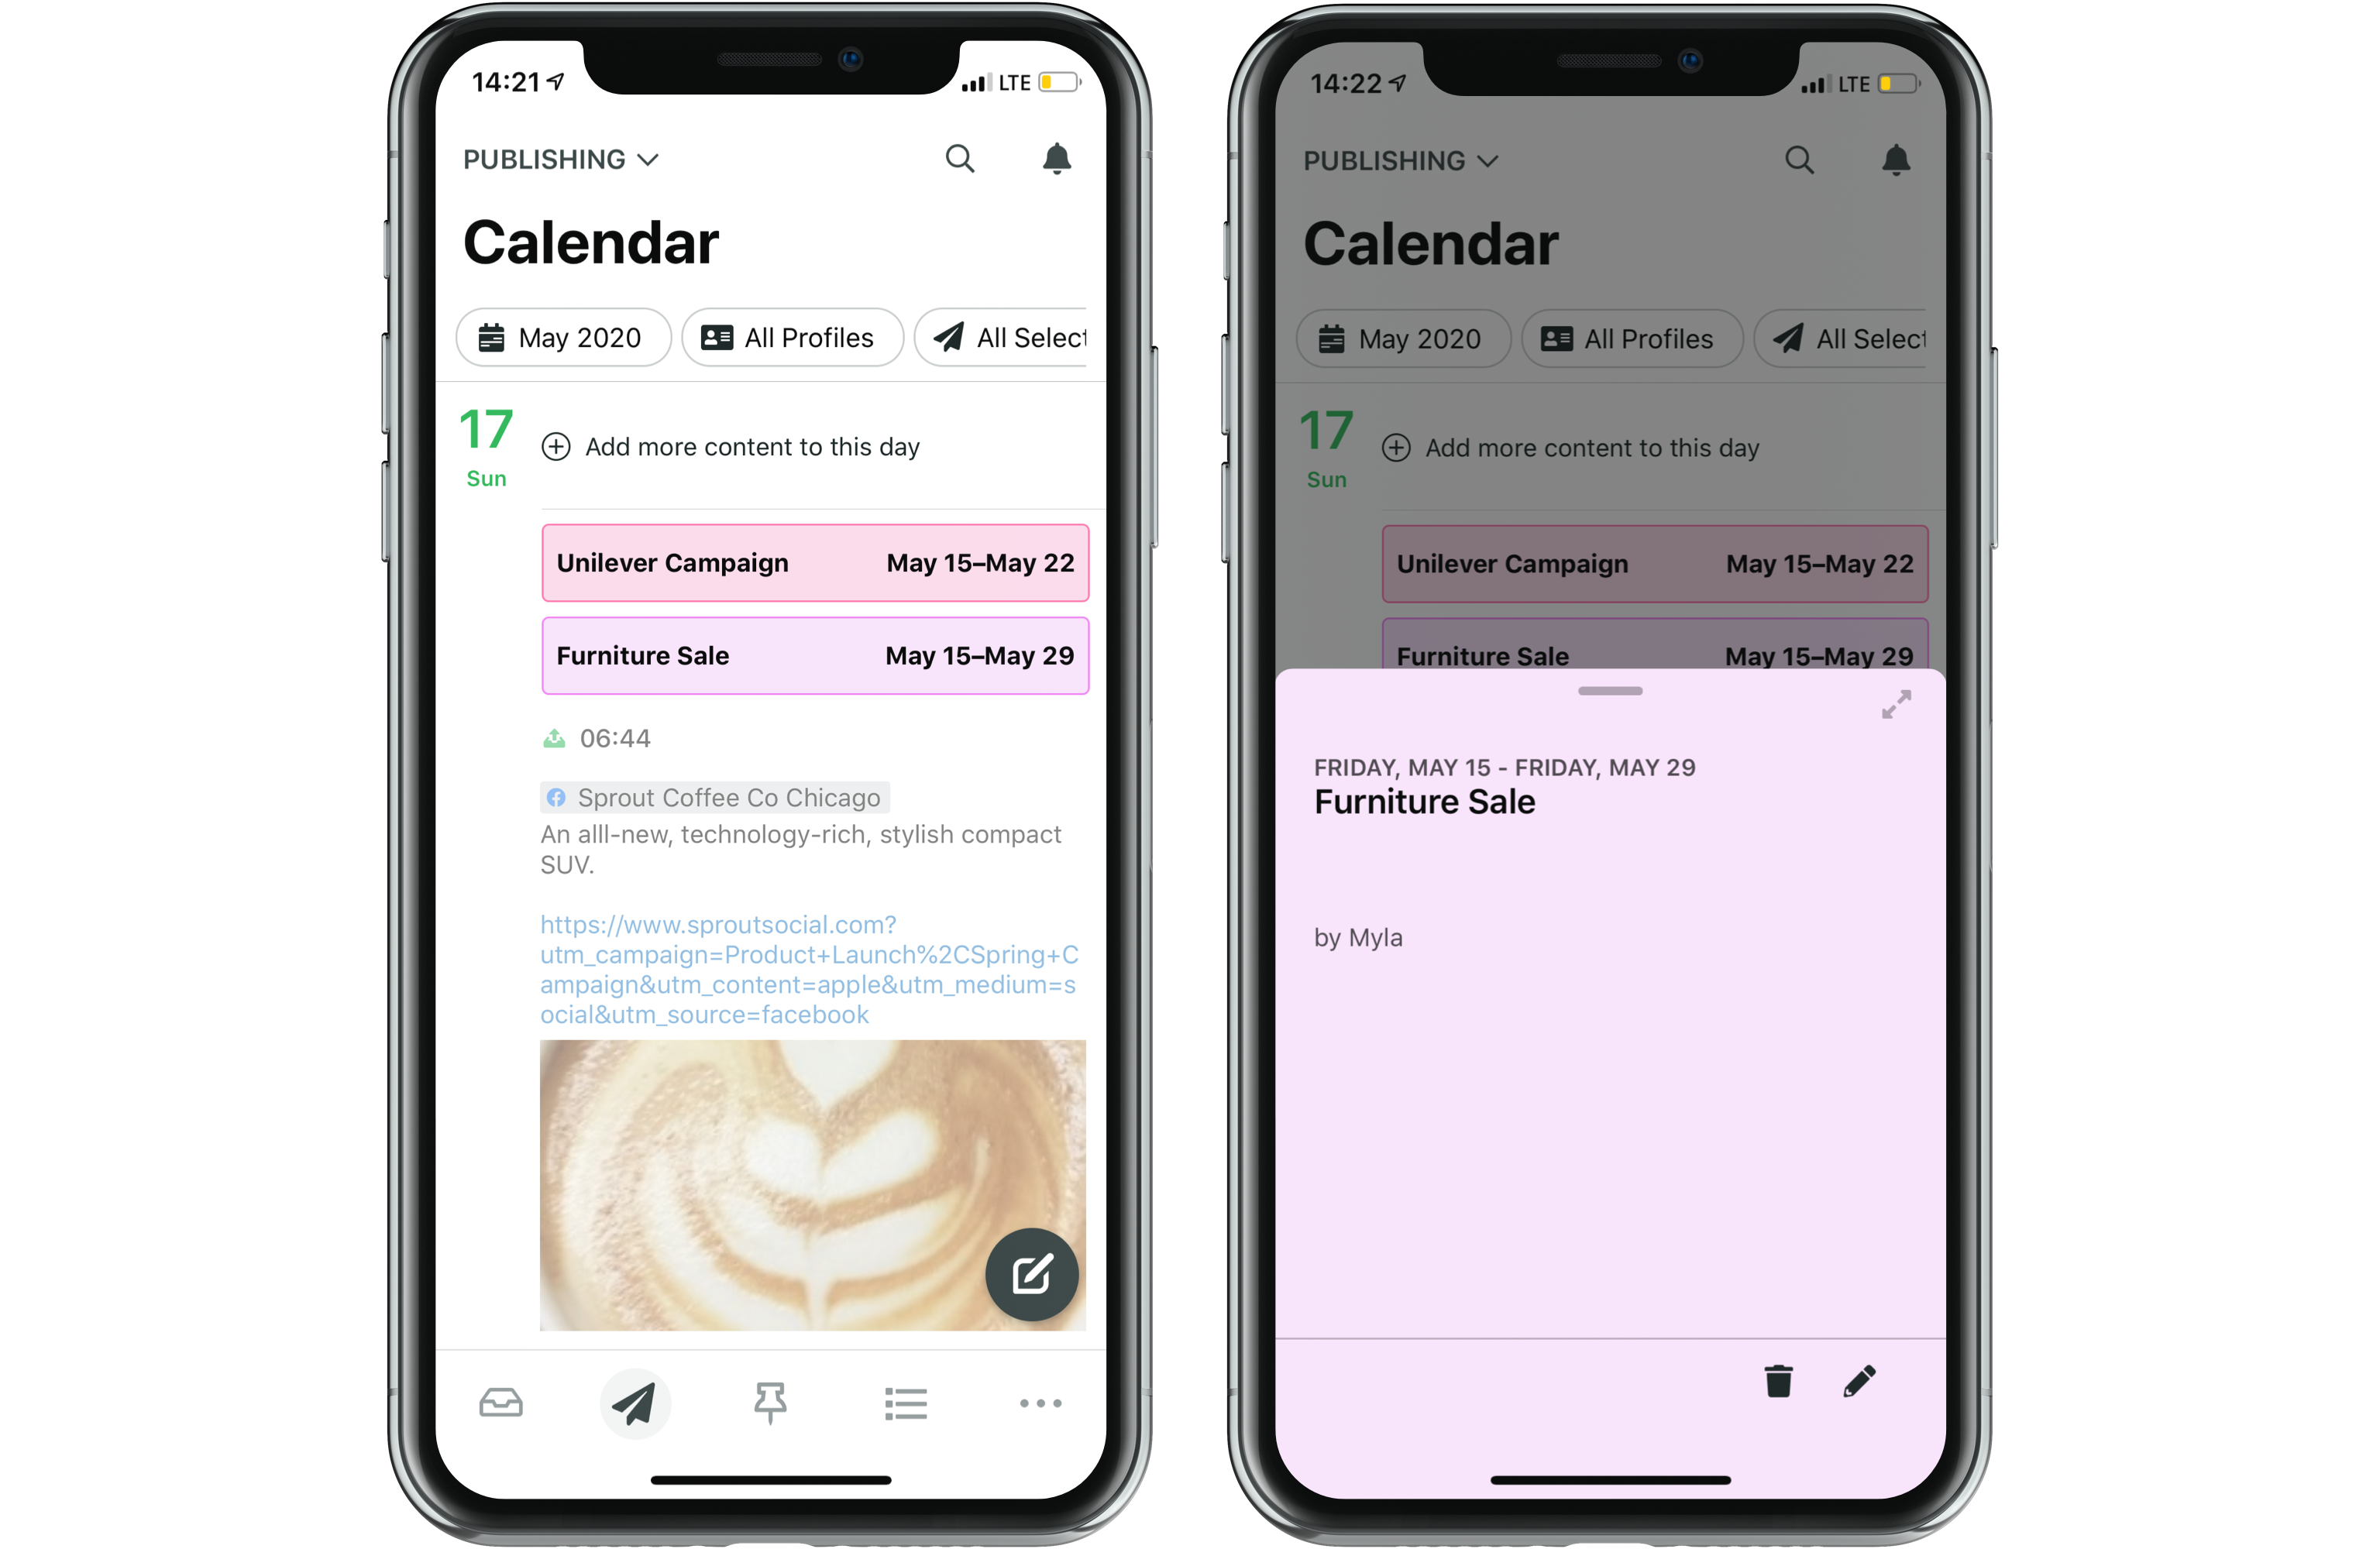 14:21 LTE
PUBLISHING
Calendar
May 2020 All Profiles All Select
17
Sun
Add more content to this day
Unilever Campaign May 15–May 22
Furniture Sale May 15–May 29
06:44
Sprout Coffee Co Chicago
An alll-new, technology-rich, stylish compact
SUV.
https://www.sproutsocial.com?
utm_campaign=Product+Launch%2CSpring+C
ampaign&utm_content=apple&utm_medium=s
ocial&utm_source=facebook
14:22 LTE
PUBLISHING
Calendar
May 2020 All Profiles All Select
17
Sun
Add more content to this day
Unilever Campaign May 15–May 22
Furniture Sale May 15–May 29
FRIDAY, MAY 15 - FRIDAY, MAY 29
Furniture Sale
by Myla